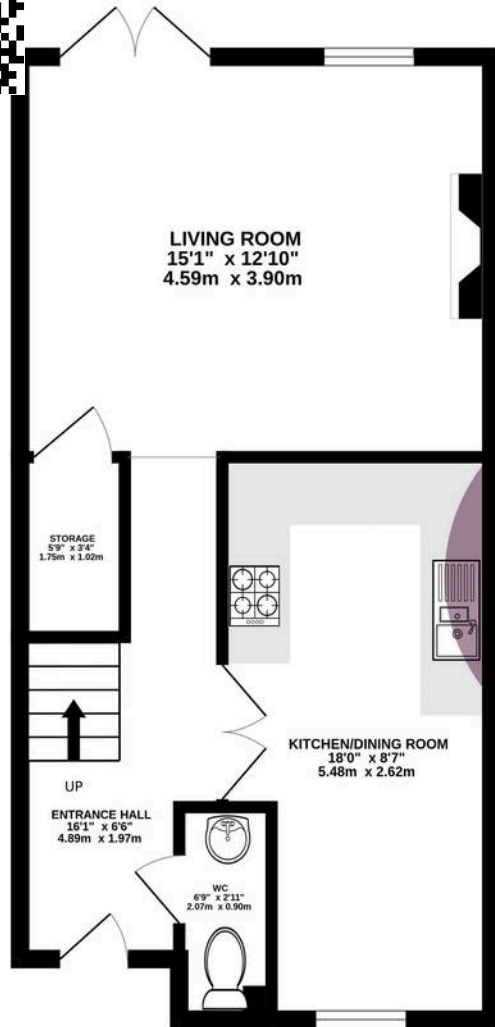 LIVING ROOM
15'1" x 12'10"
4.59m x 3.90m
STORAGE
5'9" x 3'4"
1.75m x 1.02m
UP
ENTRANCE HALL
16'1" x 6'6"
4.89m x 1.97m
KITCHEN/DINING ROOM
18'0" x 8'7"
5.48m x 2.62m
WC
6'9" x 2'11"
2.07m x 0.90m